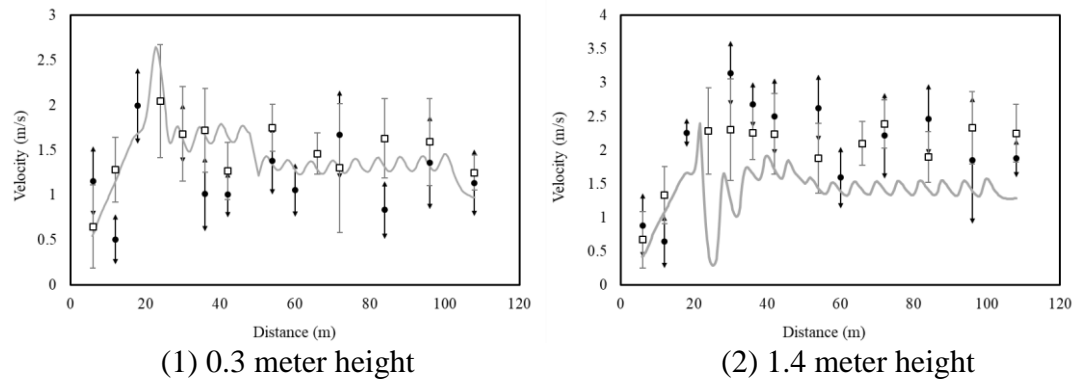 3
2.5
2
1.5
1
0.5
0
Velocity (m/s)
0 20 40 60 80 100 120
Distance (m)
(1) 0.3 meter height
4
3.5
3
2.5
2
1.5
1
0.5
0
Velocity (m/s)
0 20 40 60 80 100 120
Distance (m)
(2) 1.4 meter height